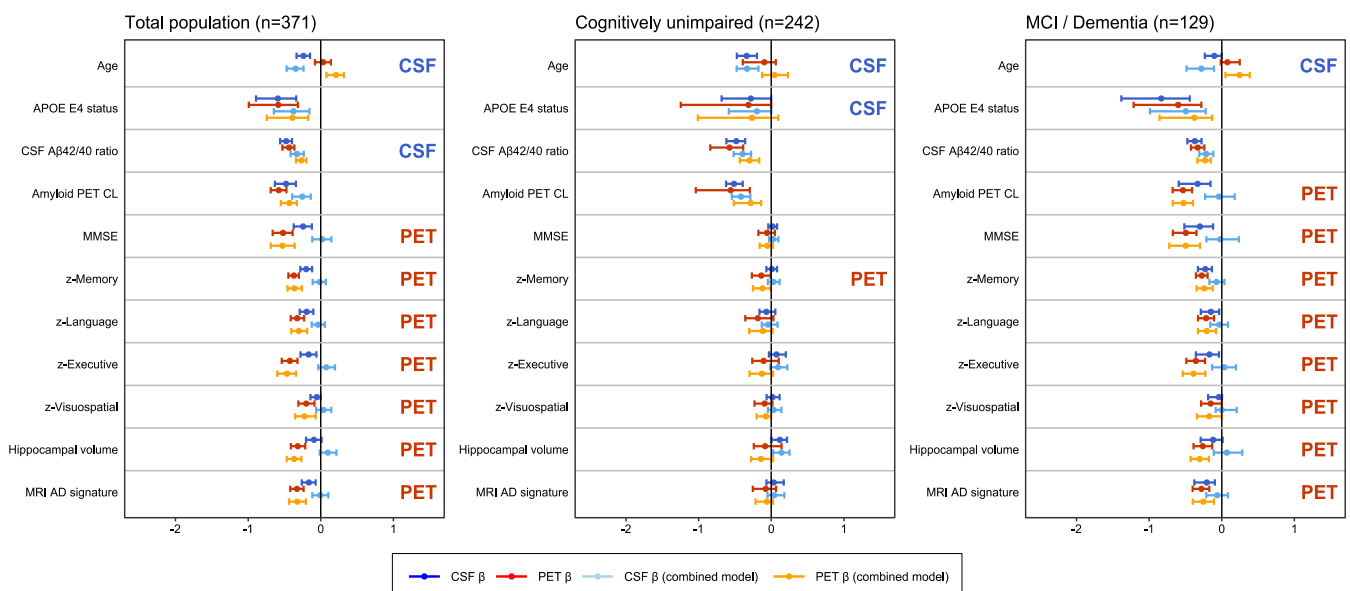 Total population (n=371)
Age
CSF
APOE E4 status
CSF Aβ42/40 ratio
CSF
Amyloid PET CL
MMSE
PET
z-Memory
PET
z-Language
PET
z-Executive
PET
z-Visuospatial
PET
Hippocampal volume
PET
MRI AD signature
PET
-2 -1 0 1
Cognitively unimpaired (n=242)
Age
CSF
APOE E4 status
CSF
CSF Aβ42/40 ratio
Amyloid PET CL
MMSE
z-Memory
PET
z-Language
z-Executive
z-Visuospatial
Hippocampal volume
MRI AD signature
-2 -1 0 1
MCI / Dementia (n=129)
Age
CSF
APOE E4 status
CSF Aβ42/40 ratio
Amyloid PET CL
PET
MMSE
PET
z-Memory
PET
z-Language
PET
z-Executive
PET
z-Visuospatial
PET
Hippocampal volume
PET
MRI AD signature
PET
-2 -1 0 1
CSF β PET β CSF β (combined model) PET β (combined model)